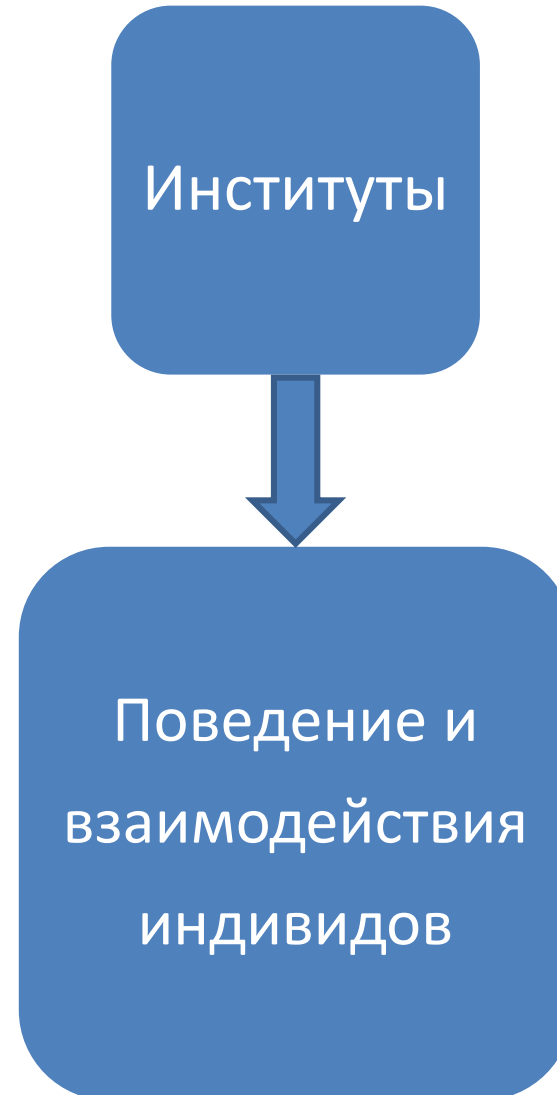 Институты
Поведение и
взаимодействия
индивидов